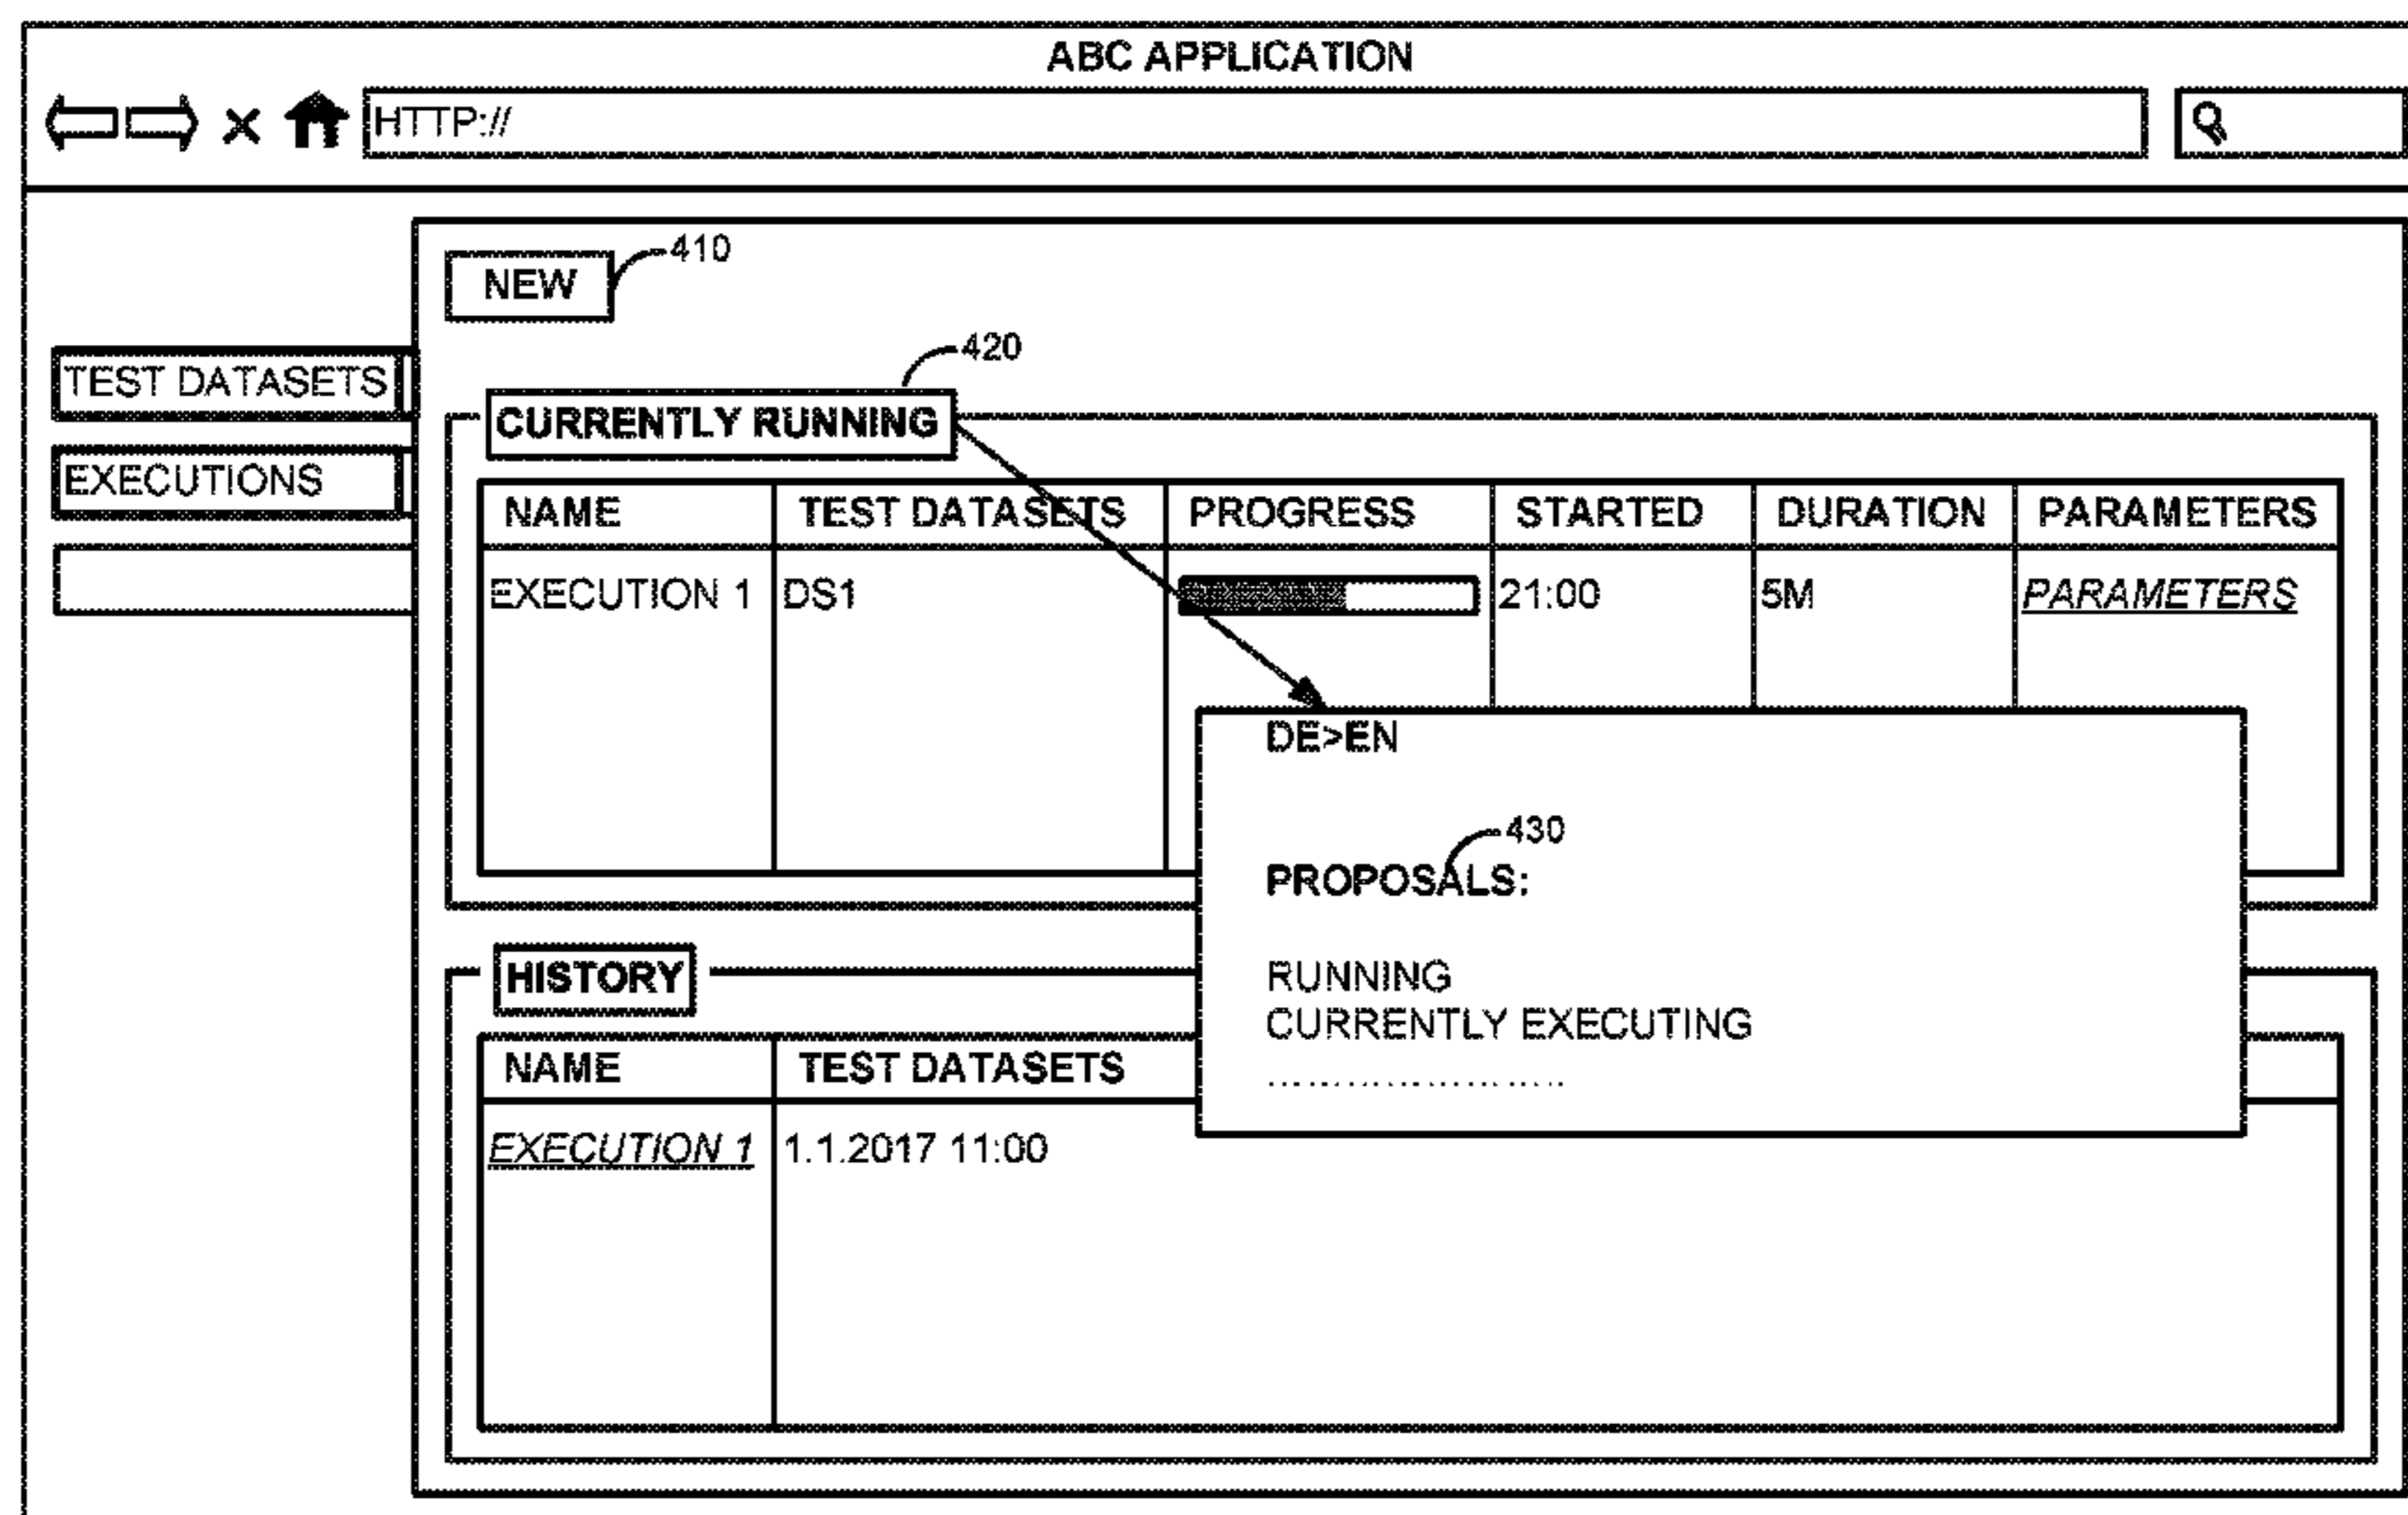 ABC APPLICATION
HTTP://
NEW
410
TEST DATASETS
EXECUTIONS
420
CURRENTLY RUNNING
NAME TEST DATASETS PROGRESS STARTED DURATION PARAMETERS
EXECUTION 1 DS1 21:00 5M PARAMETERS
DE>EN
430
PROPOSALS:
RUNNING
CURRENTLY EXECUTING
......................
HISTORY
NAME TEST DATASETS
EXECUTION 1 1.1.2017 11:00